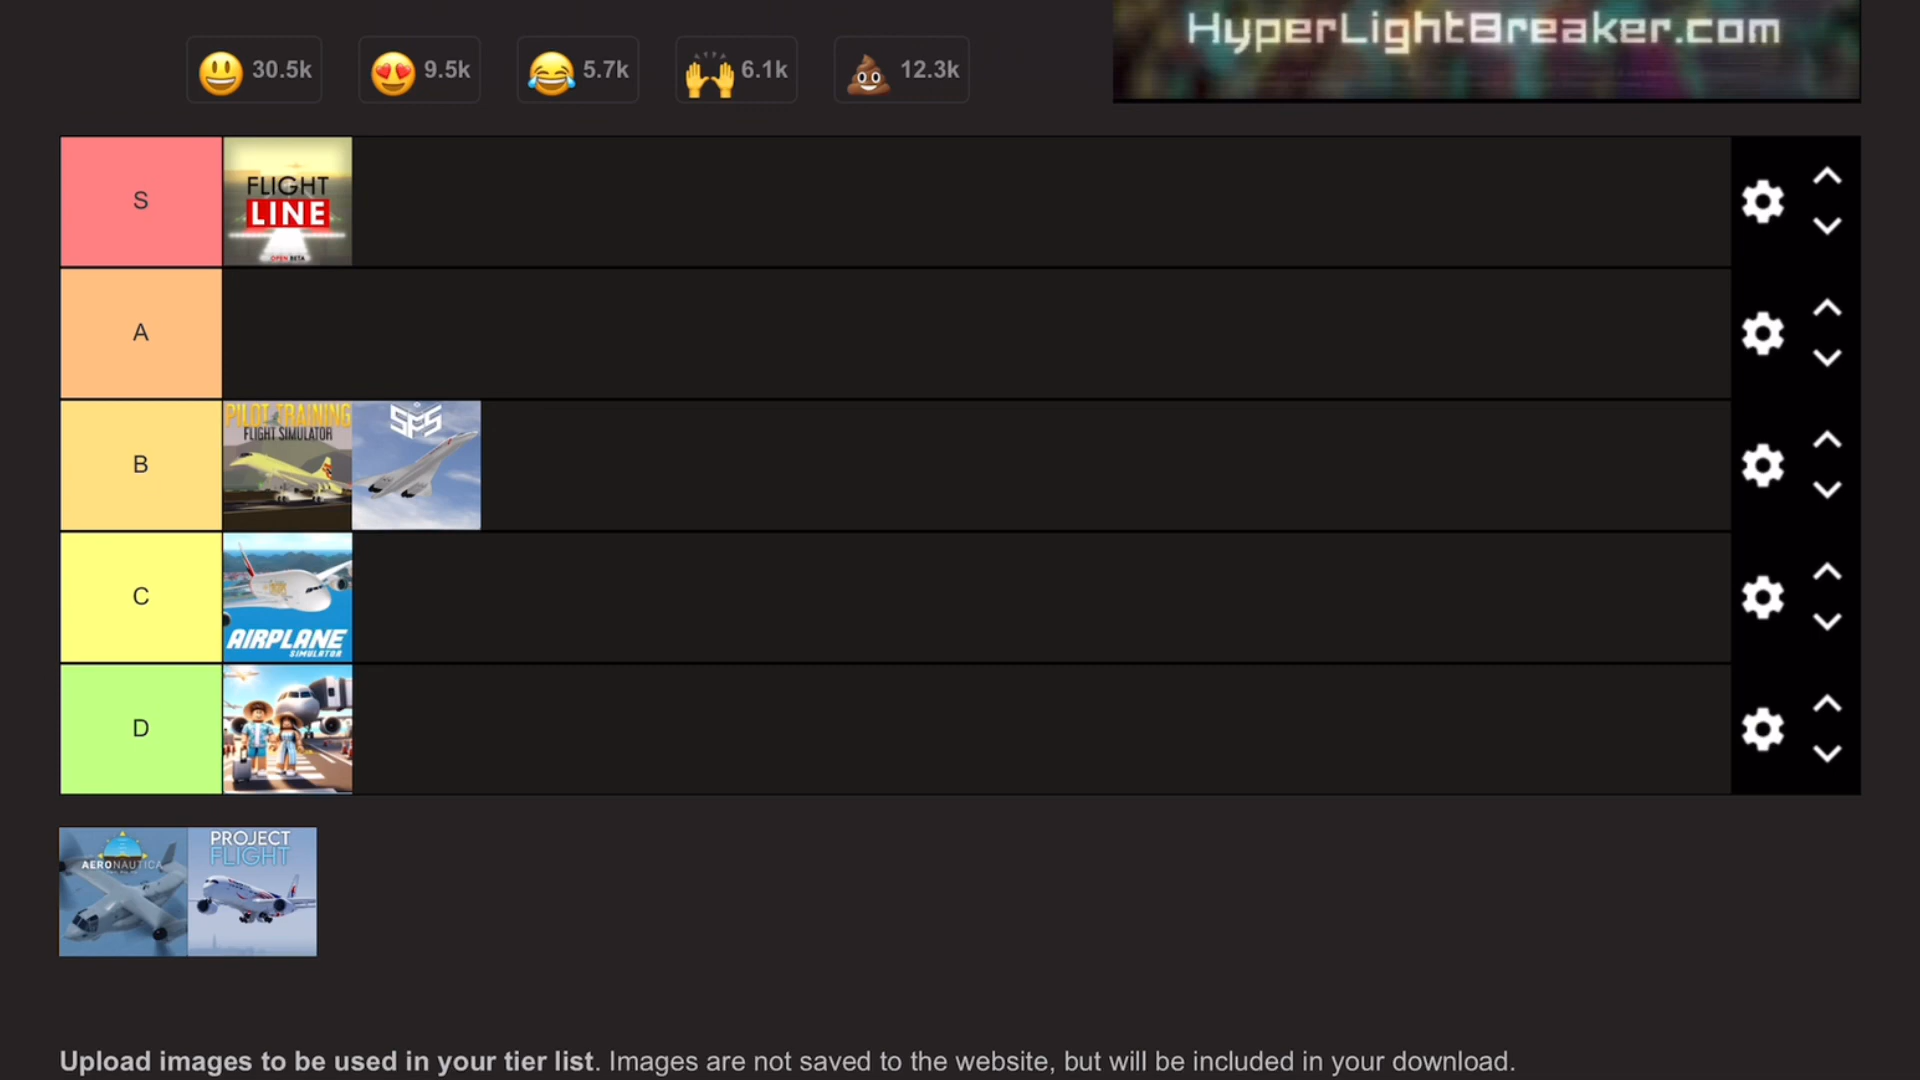 HyperLightBreaker.com
30.5k
9.5k
5.7k
6.1k
12.3k
S
FLIGHT
LINE
OPEN BETA
A
B
PILOT TRAINING
FLIGHT SIMULATOR
SFS
C
AIRPLANE
SIMULATOR
D
AERONAUTICA
PROJECT
FLIGHT
Upload images to be used in your tier list. Images are not saved to the website, but will be included in your download.